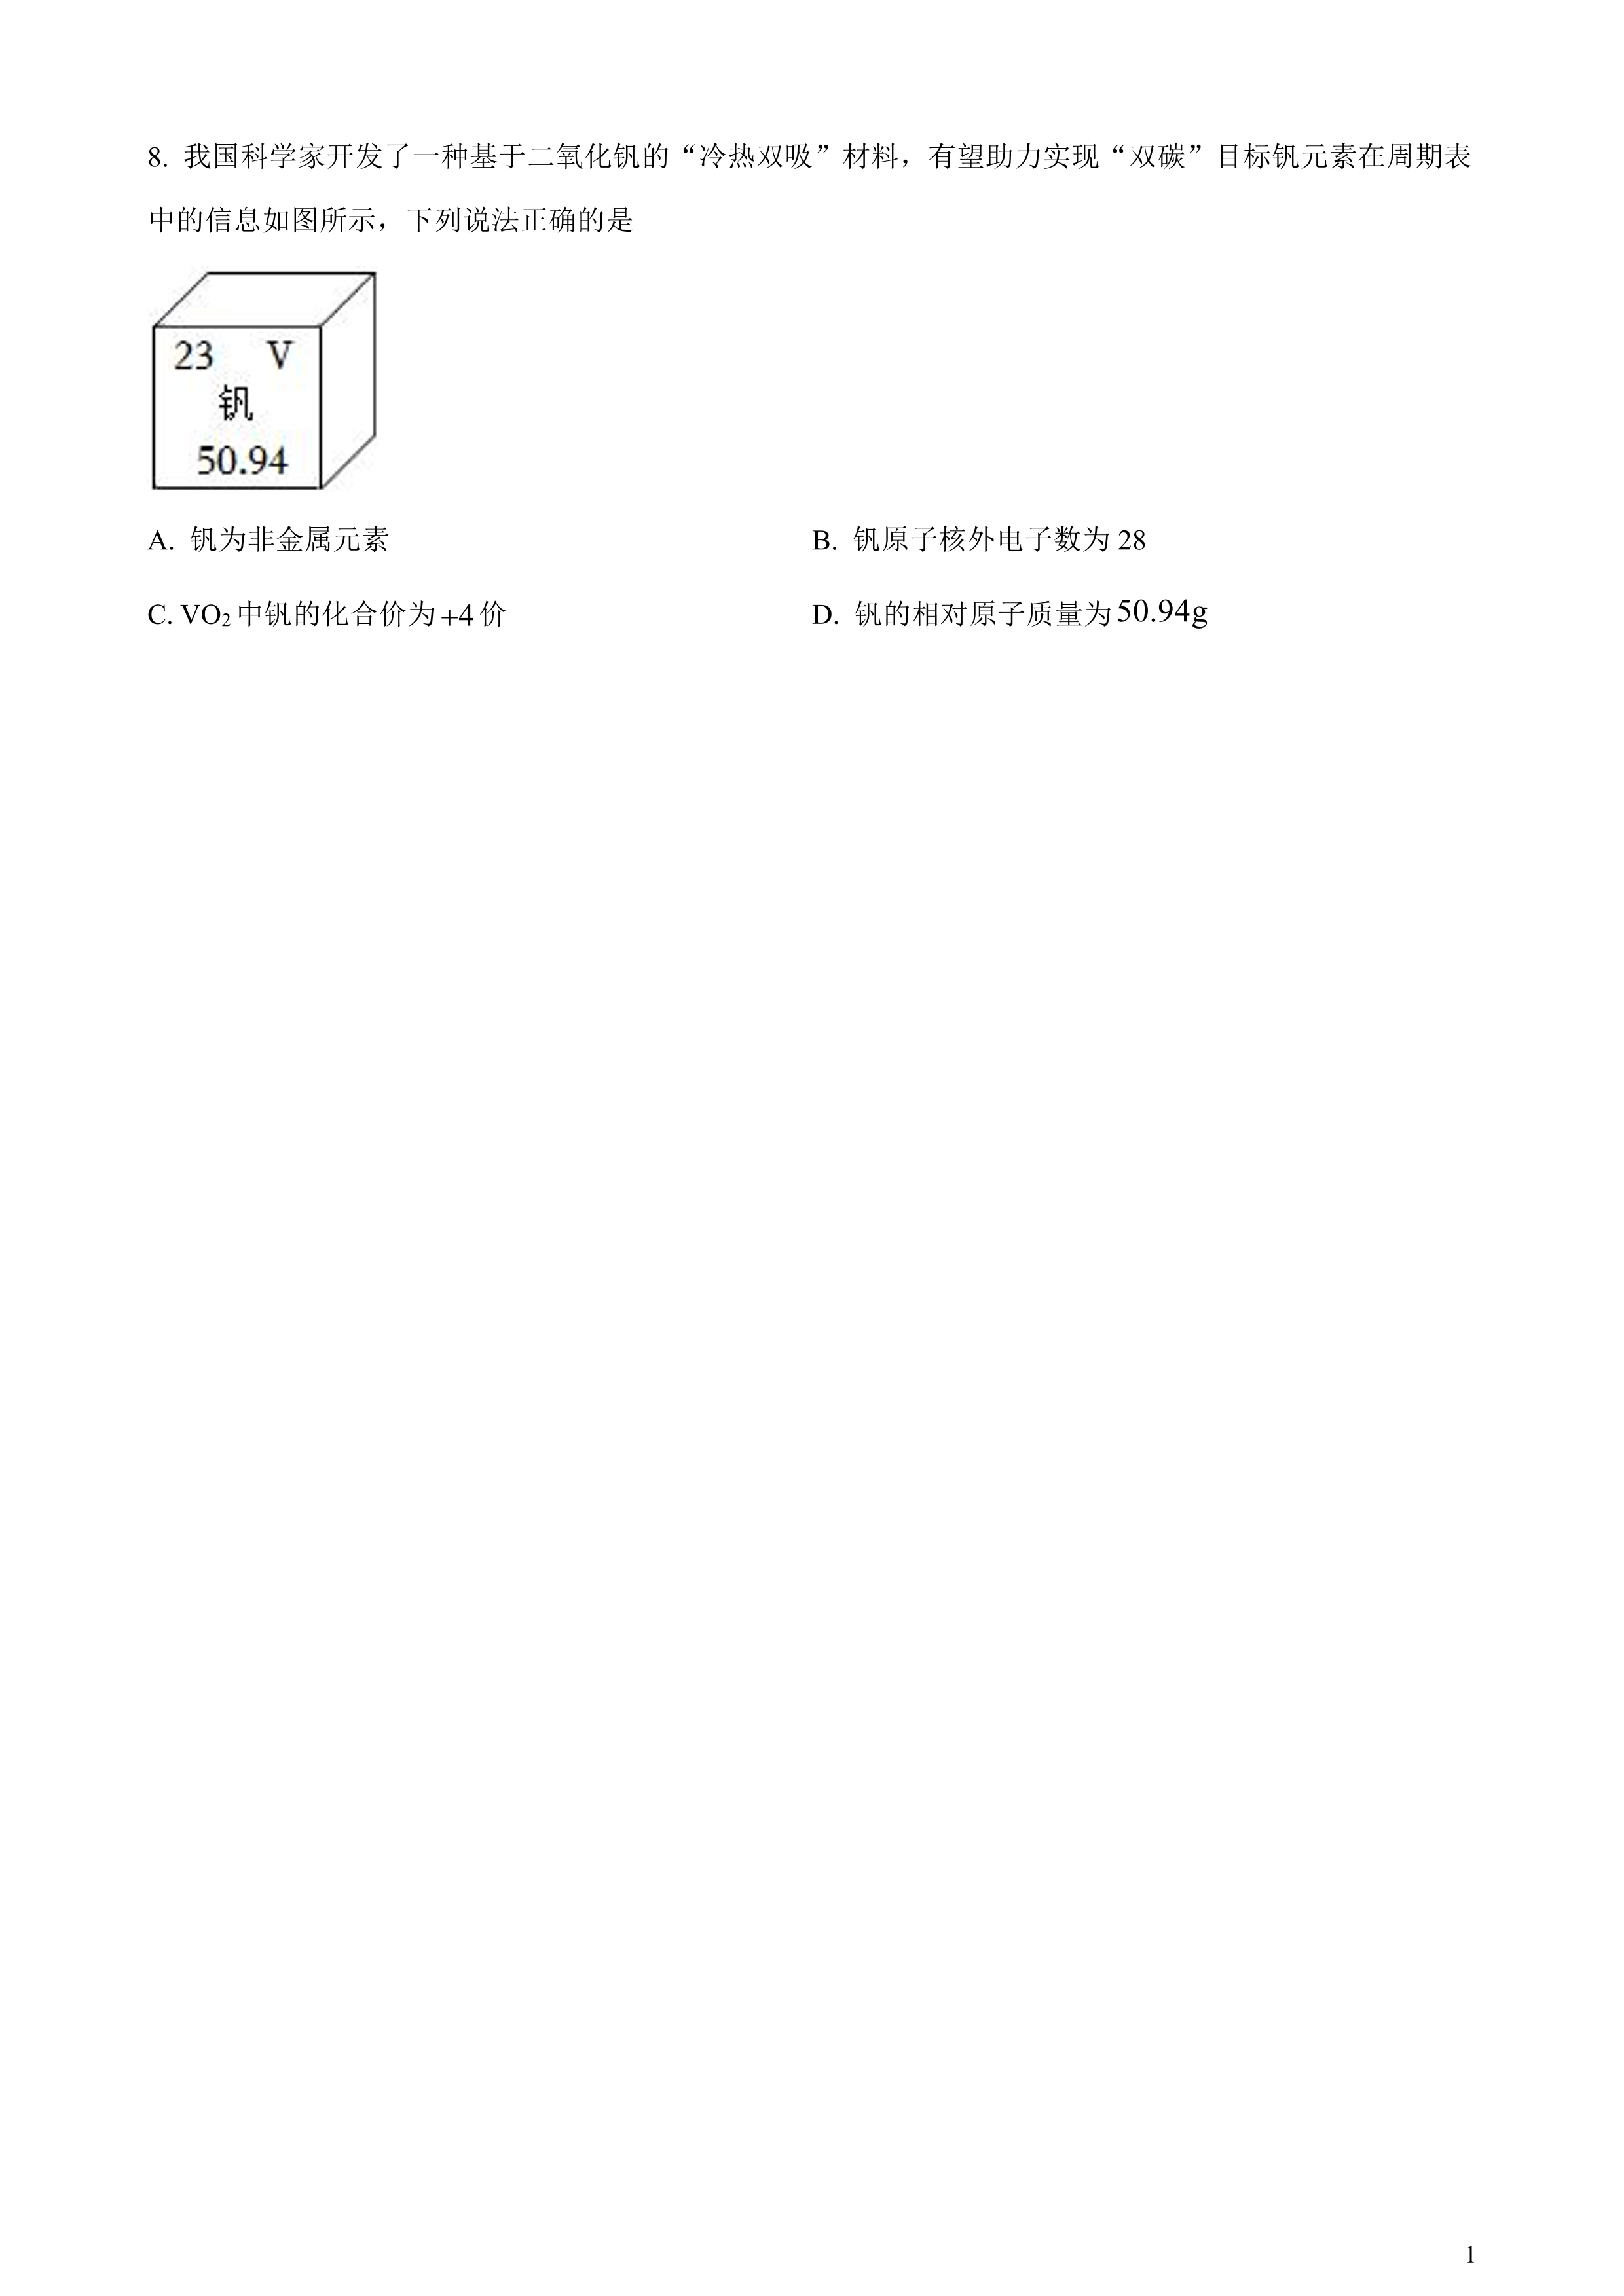 8. 我国科学家开发了一种基于二氧化钒的“冷热双吸”材料，有望助力实现“双碳”目标钒元素在周期表
中的信息如图所示，下列说法正确的是
23 V
钒
50.94
A. 钒为非金属元素 B. 钒原子核外电子数为 28
C. VO₂中钒的化合价为+4价 D. 钒的相对原子质量为50.94g
1